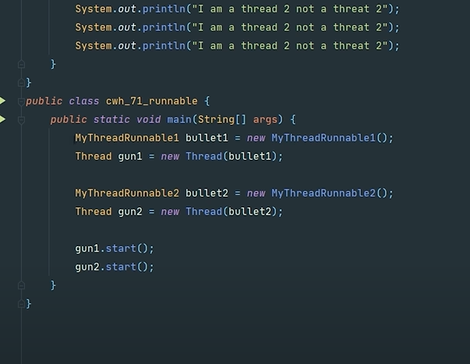 System.out.println("I am a thread 2 not a threat 2");
System.out.println("I am a thread 2 not a threat 2");
System.out.println("I am a thread 2 not a threat 2");
}
}
public class cwh_71_runnable {
public static void main(String[] args) {
MyThreadRunnable1 bullet1 = new MyThreadRunnable1();
Thread gun1 = new Thread(bullet1);
MyThreadRunnable2 bullet2 = new MyThreadRunnable2();
Thread gun2 = new Thread(bullet2);
gun1.start();
gun2.start();
}
}